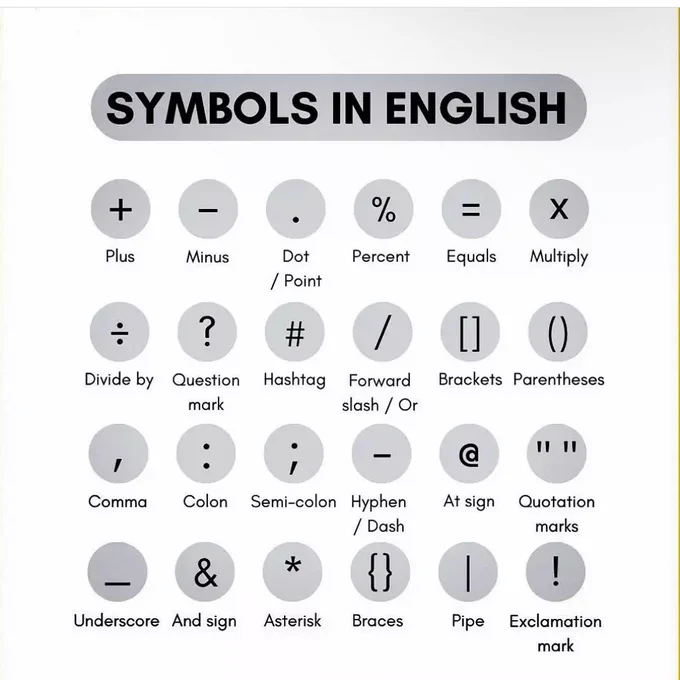 SYMBOLS IN ENGLISH
+ − . % = x
Plus Minus Dot Percent Equals Multiply
/ Point
÷ ? # / [] ()
Divide by Question Hashtag Forward Brackets Parentheses
mark slash / Or
, : ; – @ " "
Comma Colon Semi-colon Hyphen At sign Quotation
/ Dash marks
_ & * {} | !
Underscore And sign Asterisk Braces Pipe Exclamation
mark